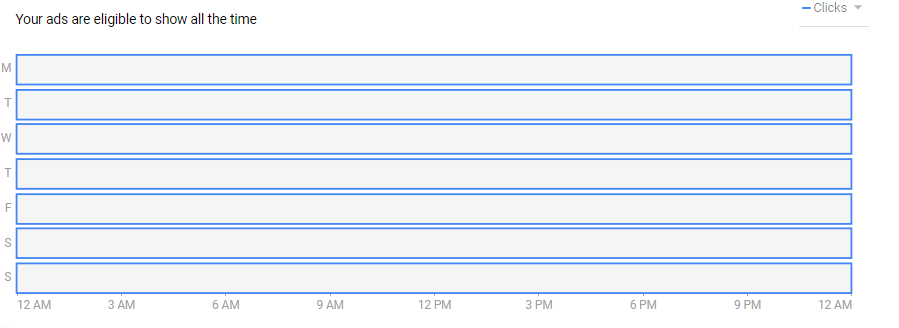 Your ads are eligible to show all the time
Clicks
M
T
W
T
F
S
S
12 AM 3 AM 6 AM 9 AM 12 PM 3 PM 6 PM 9 PM 12 AM